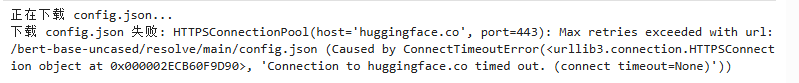 正在下载 config.json...
下载 config.json 失败: HTTPSConnectionPool(host='huggingface.co', port=443): Max retries exceeded with url:
/bert-base-uncased/resolve/main/config.json (Caused by ConnectTimeoutError(<urllib3.connection.HTTPSConnect
ion object at 0x000002ECB60F9D90>, 'Connection to huggingface.co timed out. (connect timeout=None)'))